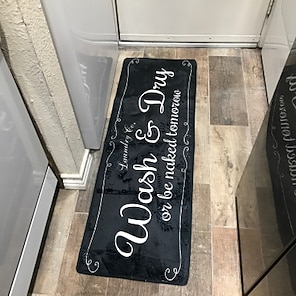 Laundry Co.
Wash & Dry
or be naked tomorrow